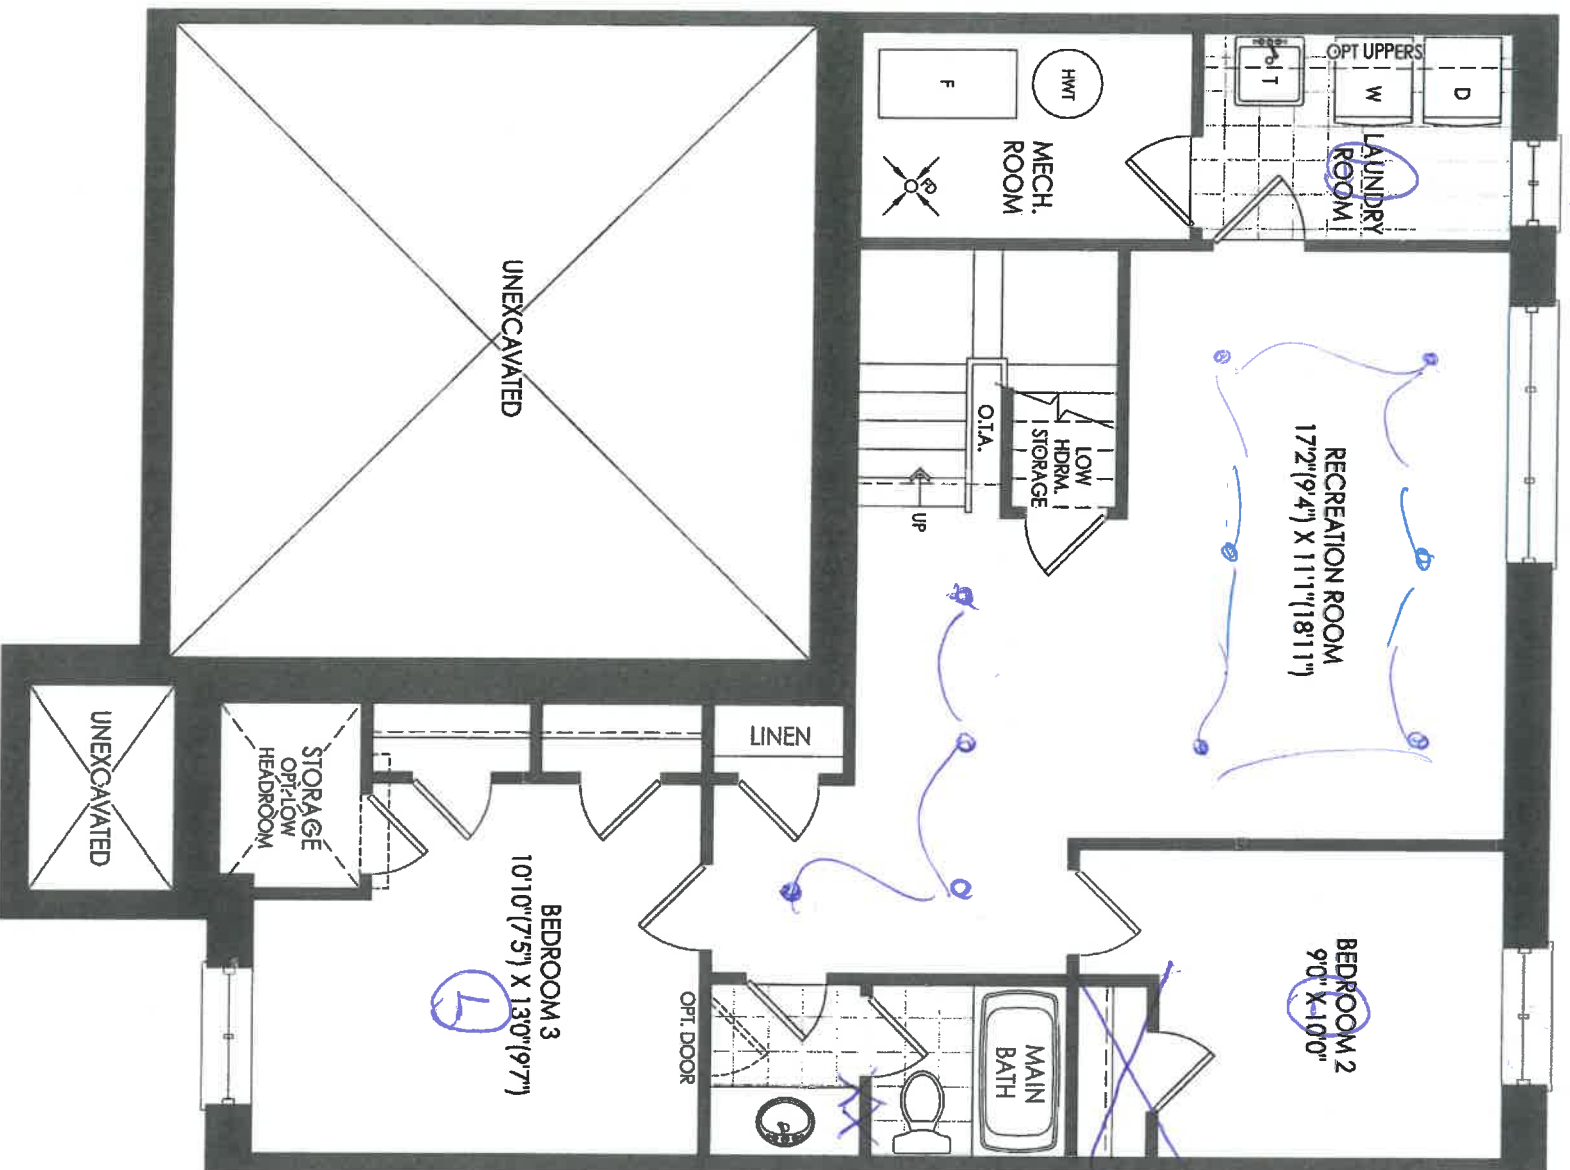 OPT UPPERS
T
W
D
F
HWT
LAUNDRY
ROOM
MECH.
ROOM
FD
UNEXCAVATED
O.T.A.
LOW
HDRM.
STORAGE
UP
RECREATION ROOM
17'2"(9'4") X 11'1"(18'11")
LINEN
STORAGE
OPT. LOW
HEADROOM
UNEXCAVATED
BEDROOM 3
10'10"(7'5") X 13'0"(9'7")
L
OPT. DOOR
MAIN
BATH
BEDROOM 2
9'0" X 10'0"